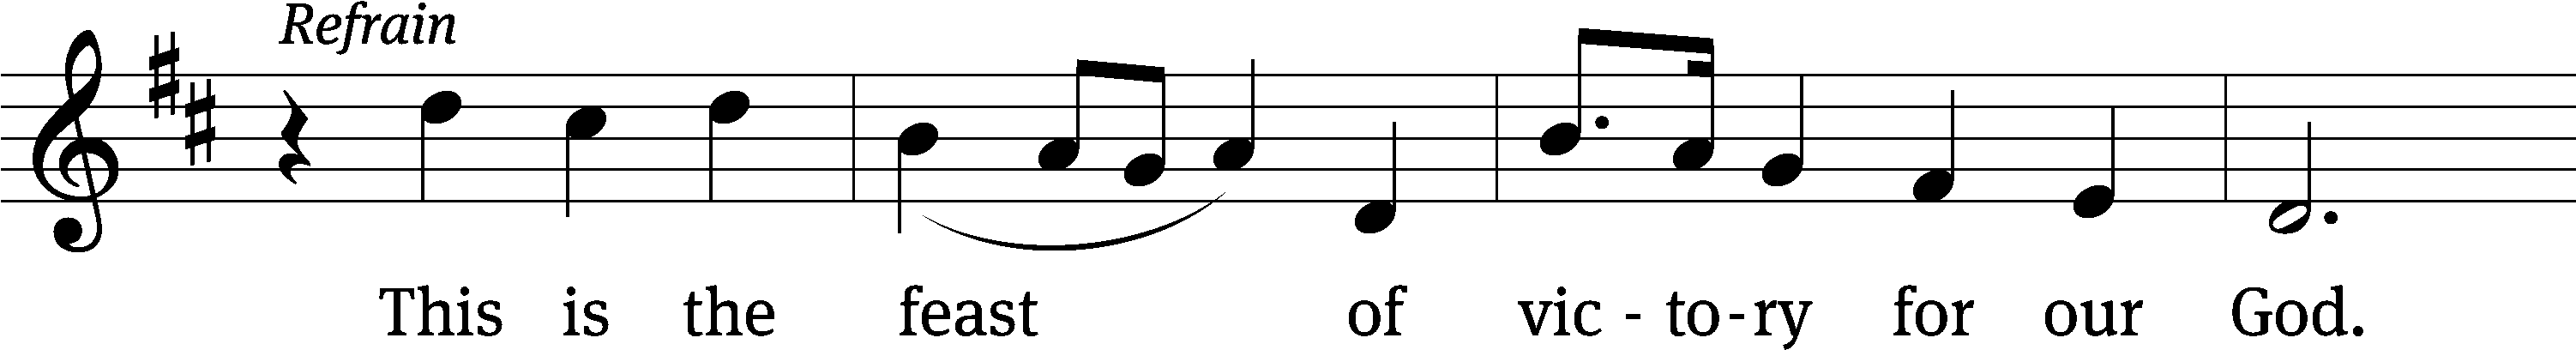 Refrain
This is the feast of vic - to - ry for our God.